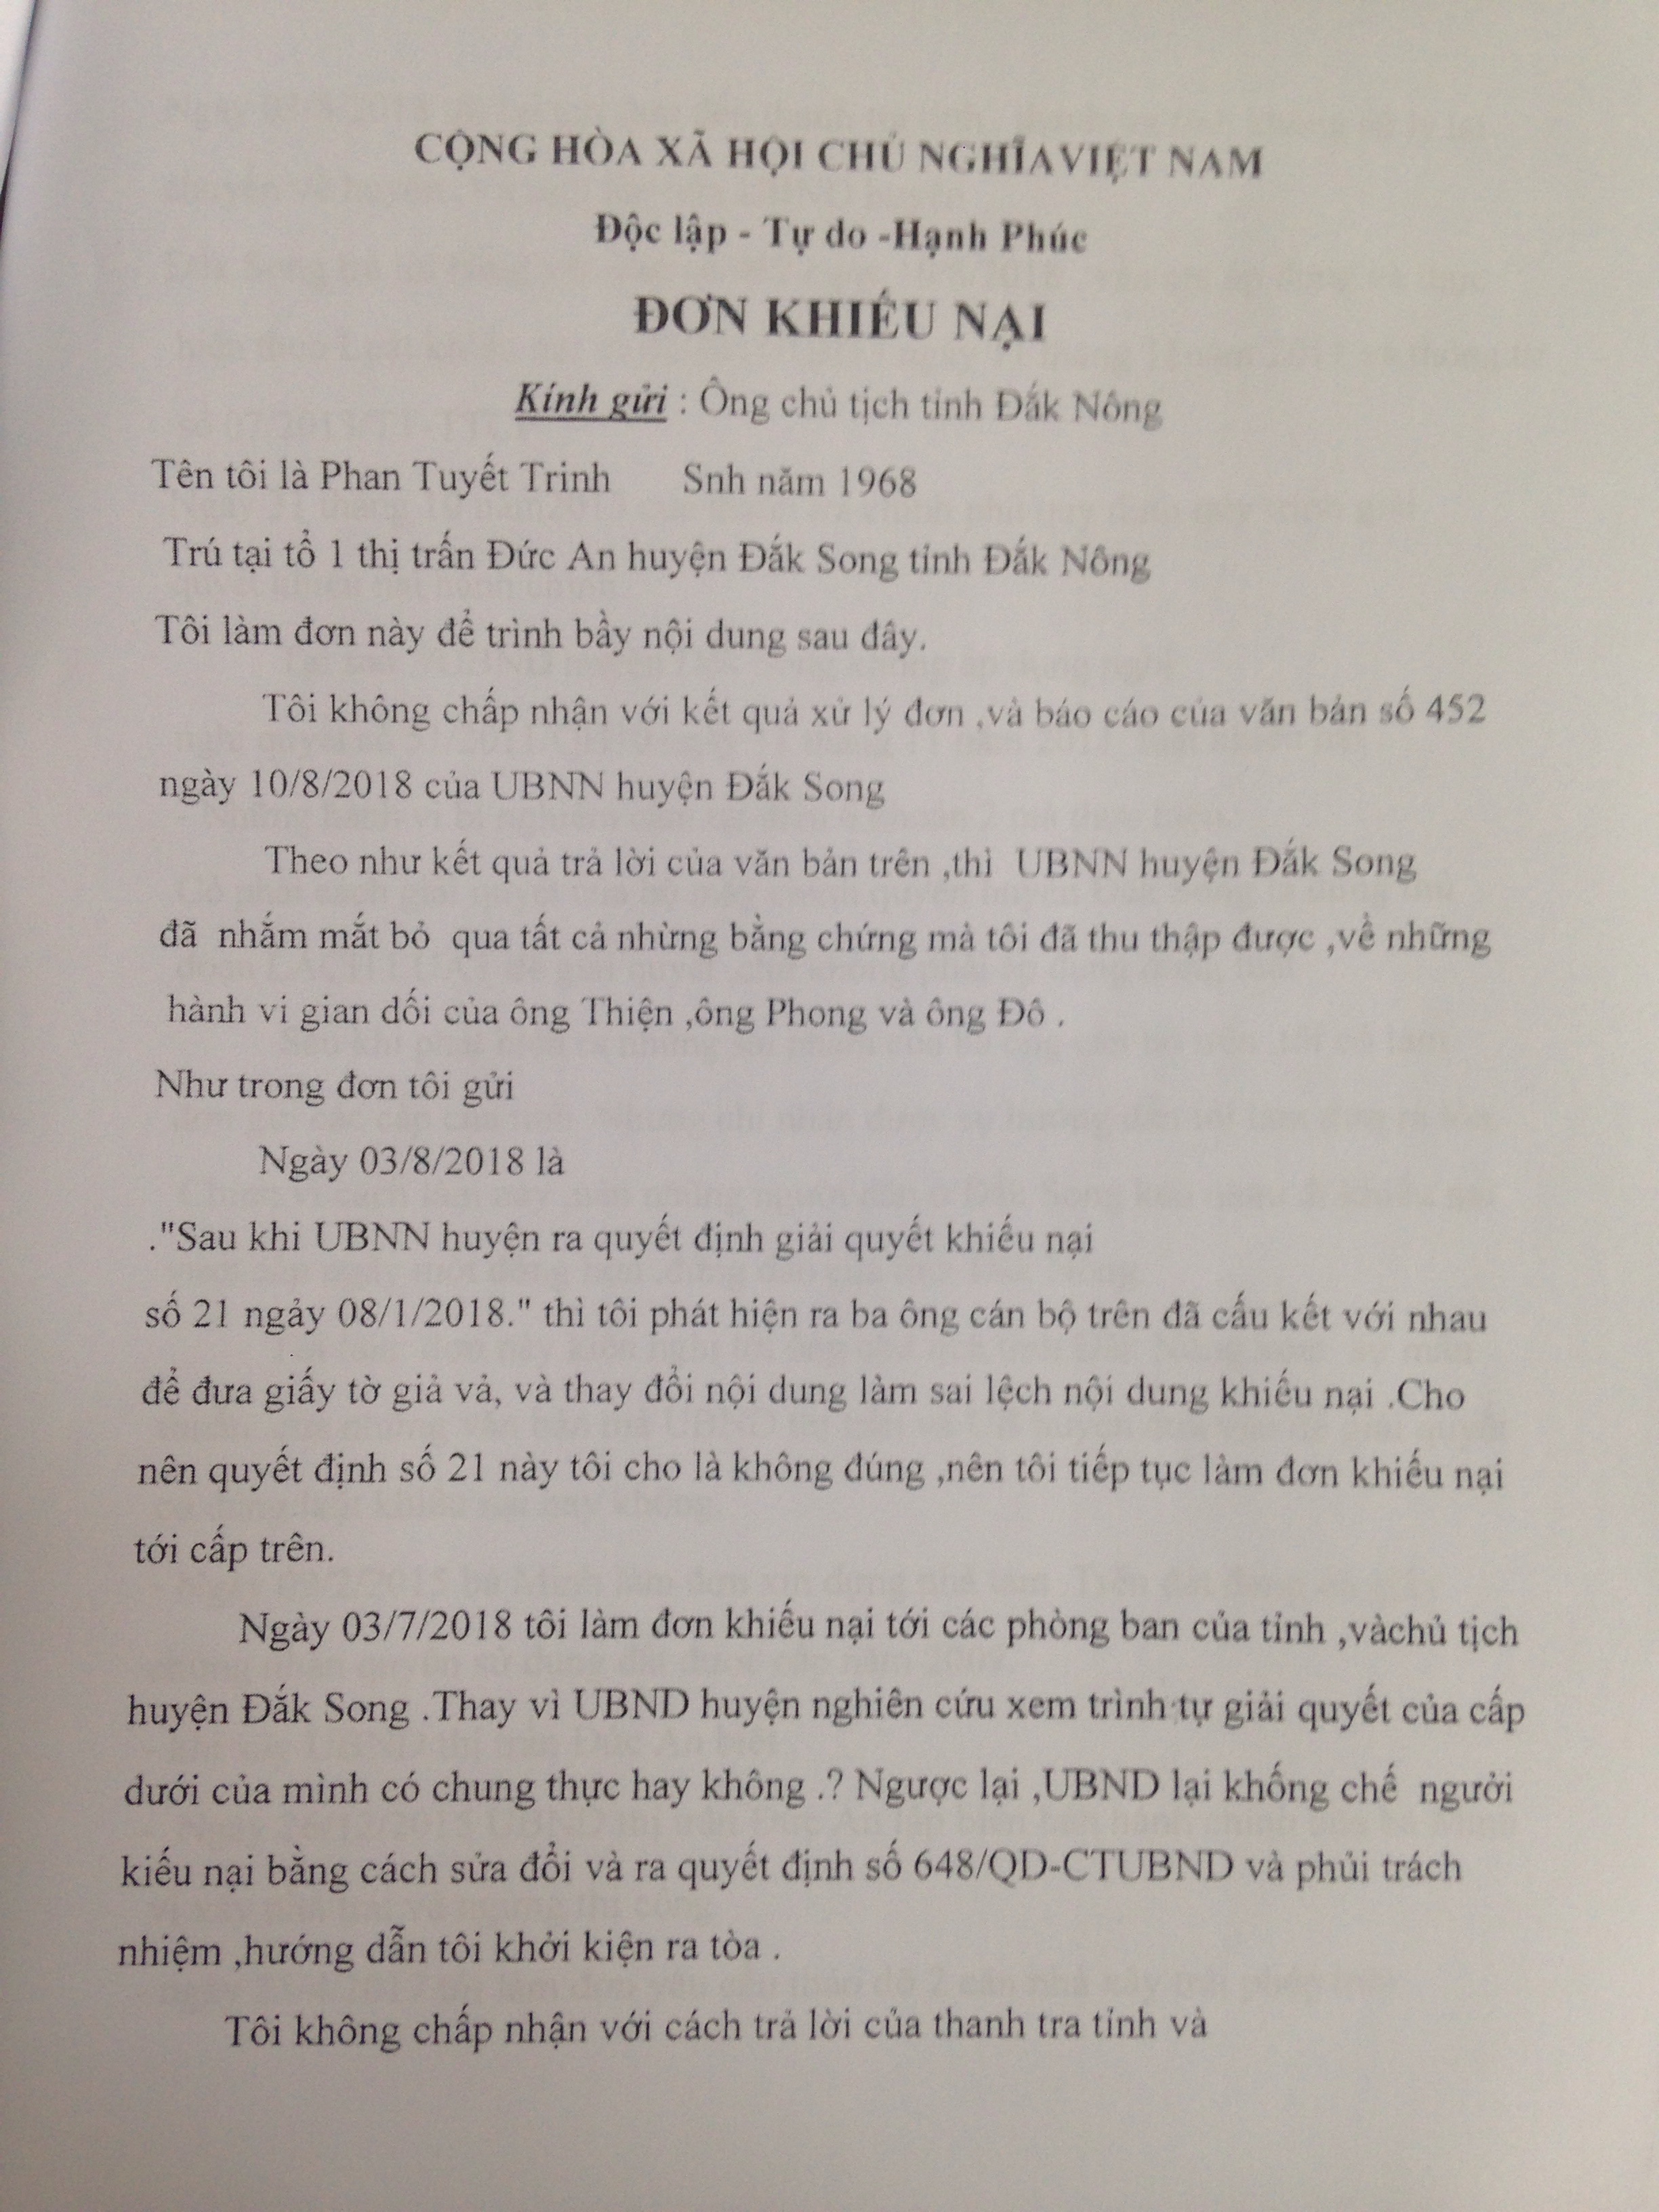 CỘNG HÒA XÃ HỘI CHỦ NGHĨAVIỆT NAM
Độc lập - Tự do -Hạnh Phúc
ĐƠN KHIẾU NẠI
Kính gửi : Ông chủ tịch tỉnh Đắk Nông
Tên tôi là Phan Tuyết Trinh Snh năm 1968
Trú tại tổ 1 thị trấn Đức An huyện Đắk Song tỉnh Đắk Nông
Tôi làm đơn này để trình bầy nội dung sau đây.
Tôi không chấp nhận với kết quả xử lý đơn ,và báo cáo của văn bản số 452
ngày 10/8/2018 của UBNN huyện Đắk Song
Theo như kết quả trả lời của văn bản trên ,thì UBNN huyện Đắk Song
đã nhắm mắt bỏ qua tất cả nhừng bằng chứng mà tôi đã thu thập được ,về những
hành vi gian dối của ông Thiện ,ông Phong và ông Đô .
Như trong đơn tôi gửi
Ngày 03/8/2018 là
."Sau khi UBNN huyện ra quyết định giải quyết khiếu nại
số 21 ngảy 08/1/2018." thì tôi phát hiện ra ba ông cán bộ trên đã cấu kết với nhau
để đưa giấy tờ giả vả, và thay đổi nội dung làm sai lệch nội dung khiếu nại .Cho
nên quyết định số 21 này tôi cho là không đúng ,nên tôi tiếp tục làm đơn khiếu nại
tới cấp trên.
Ngày 03/7/2018 tôi làm đơn khiếu nại tới các phòng ban của tỉnh ,vàchủ tịch
huyện Đắk Song .Thay vì UBND huyện nghiên cứu xem trình tự giải quyết của cấp
dưới của mình có chung thực hay không .? Ngược lại ,UBND lại khống chế người
kiếu nại bằng cách sửa đổi và ra quyết định số 648/QD-CTUBND và phủi trách
nhiệm ,hướng dẫn tôi khởi kiện ra tòa .
Tôi không chấp nhận với cách trả lời của thanh tra tỉnh và